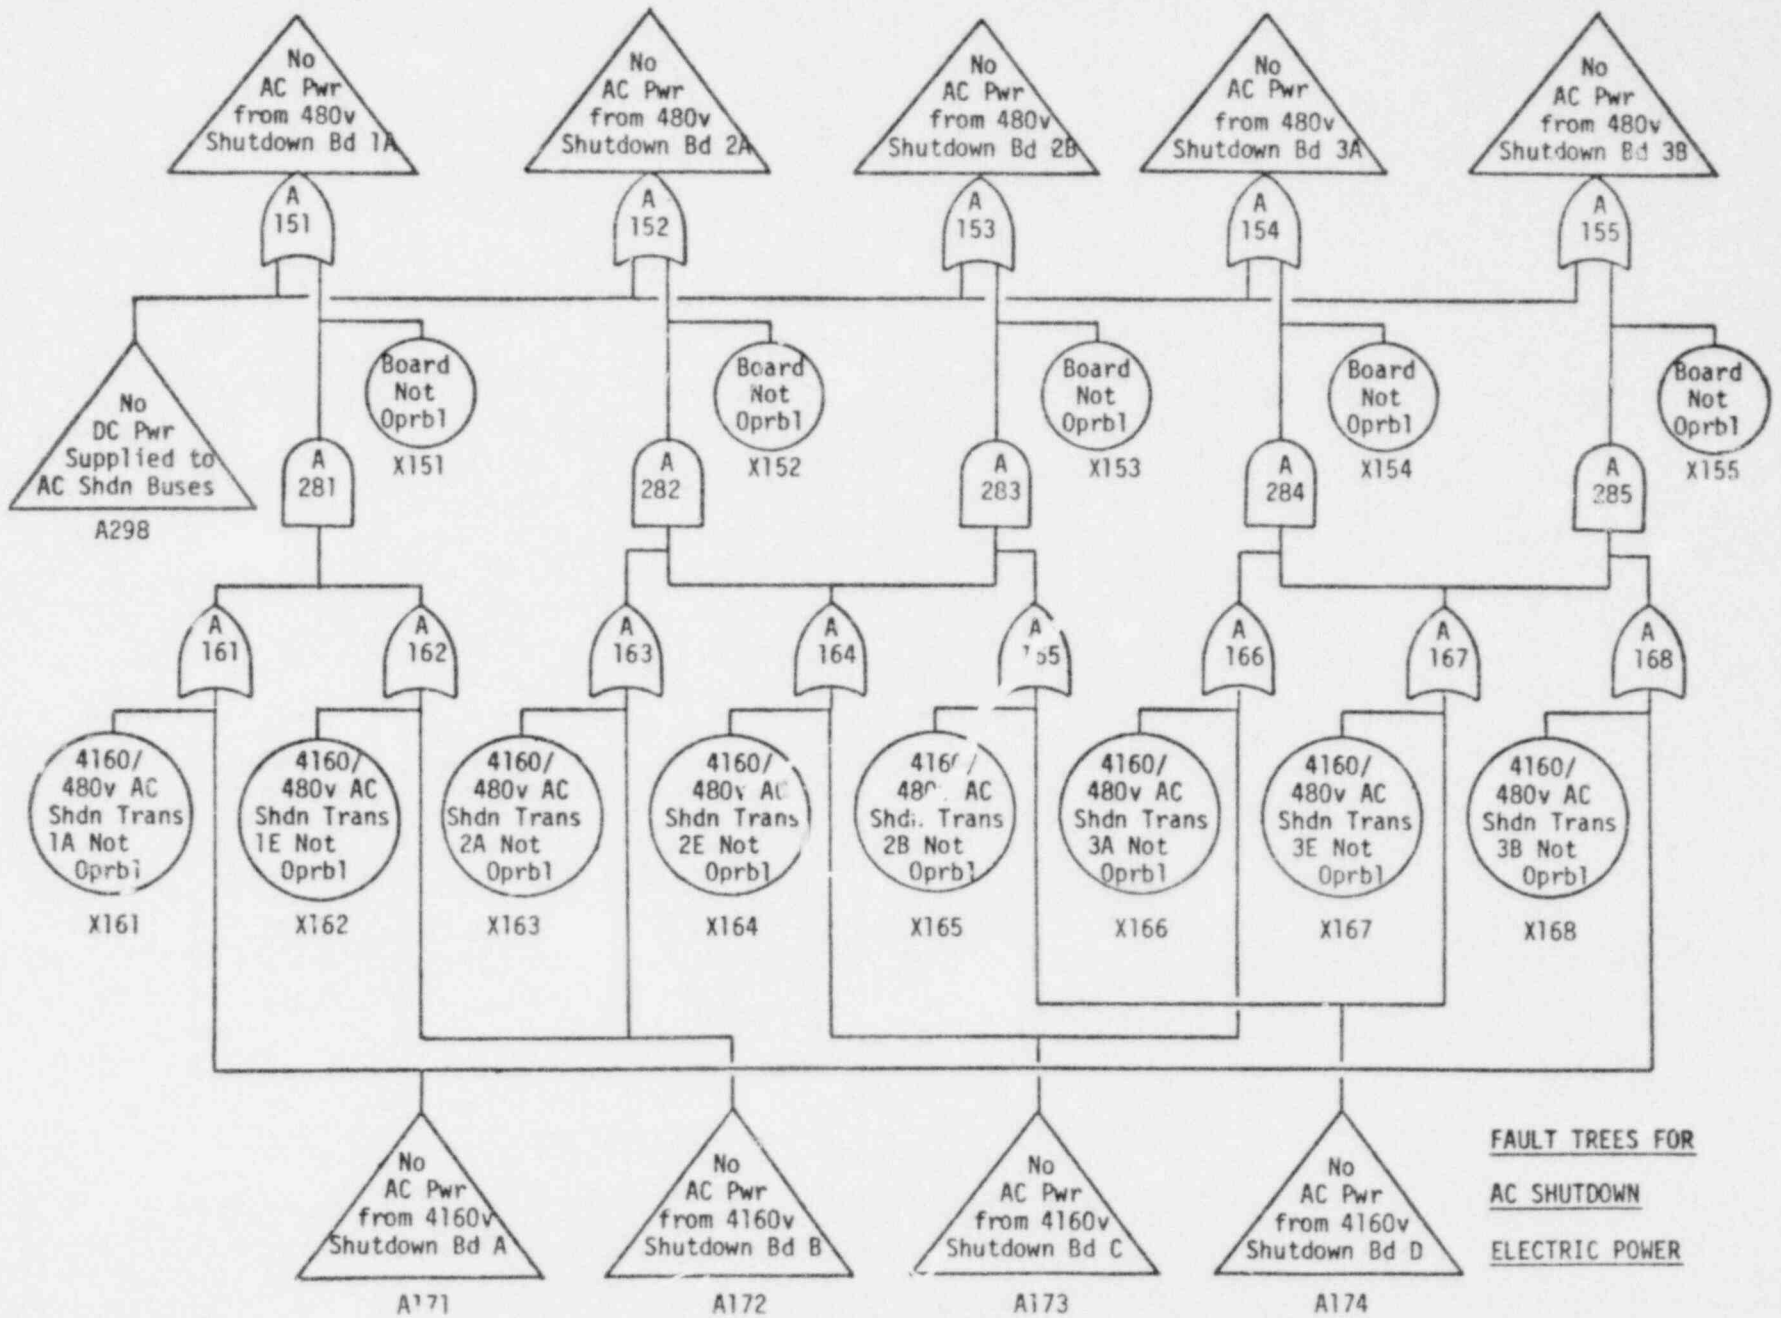 No
AC Pwr
from 480v
Shutdown Bd 1A
No
AC Pwr
from 480v
Shutdown Bd 2A
No
AC Pwr
from 480v
Shutdown Bd 2B
No
AC Pwr
from 480v
Shutdown Bd 3A
No
AC Pwr
from 480v
Shutdown Bd 3B
A
151
A
152
A
153
A
154
A
155
No
DC Pwr
Supplied to
AC Shdn Buses
A298
Board
Not
Oprbl
X151
Board
Not
Oprbl
X152
Board
Not
Oprbl
X153
Board
Not
Oprbl
X154
Board
Not
Oprbl
X155
A
281
A
282
A
283
A
284
A
285
A
161
A
162
A
163
A
164
A
165
A
166
A
167
A
168
4160/
480v AC
Shdn Trans
1A Not
Oprbl
X161
4160/
480v AC
Shdn Trans
1E Not
Oprbl
X162
4160/
480v AC
Shdn Trans
2A Not
Oprbl
X163
4160/
480v AC
Shdn Trans
2E Not
Oprbl
X164
4160/
480v AC
Shdn Trans
2B Not
Oprbl
X165
4160/
480v AC
Shdn Trans
3A Not
Oprbl
X166
4160/
480v AC
Shdn Trans
3E Not
Oprbl
X167
4160/
480v AC
Shdn Trans
3B Not
Oprbl
X168
No
AC Pwr
from 4160v
Shutdown Bd A
A171
No
AC Pwr
from 4160v
Shutdown Bd B
A172
No
AC Pwr
from 4160v
Shutdown Bd C
A173
No
AC Pwr
from 4160v
Shutdown Bd D
A174
FAULT TREES FOR
AC SHUTDOWN
ELECTRIC POWER